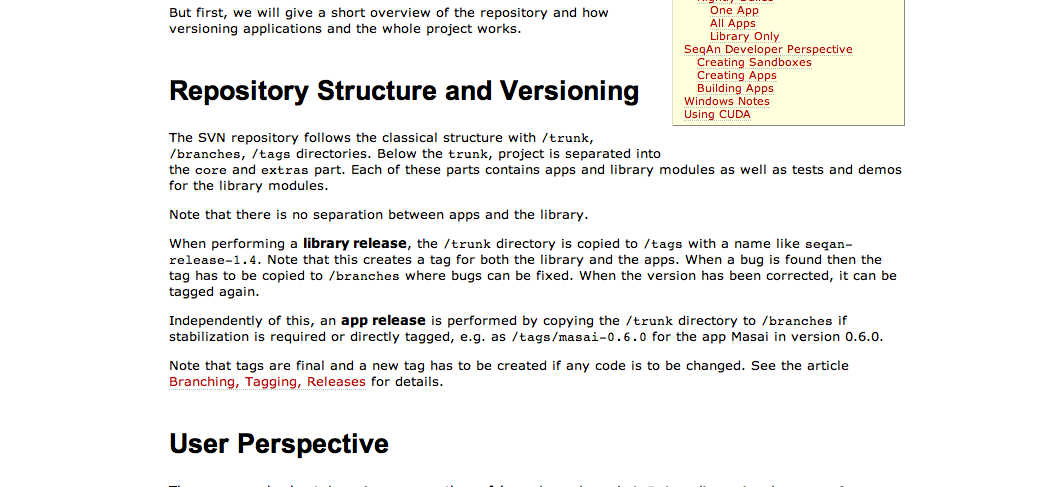 But first, we will give a short overview of the repository and how
versioning applications and the whole project works.
One App
All Apps
Library Only
SeqAn Developer Perspective
Creating Sandboxes
Creating Apps
Building Apps
Windows Notes
Using CUDA
Repository Structure and Versioning
The SVN repository follows the classical structure with /trunk,
/branches, /tags directories. Below the trunk, project is separated into
the core and extras part. Each of these parts contains apps and library modules as well as tests and demos
for the library modules.
Note that there is no separation between apps and the library.
When performing a library release, the /trunk directory is copied to /tags with a name like seqan-
release-1.4. Note that this creates a tag for both the library and the apps. When a bug is found then the
tag has to be copied to /branches where bugs can be fixed. When the version has been corrected, it can be
tagged again.
Independently of this, an app release is performed by copying the /trunk directory to /branches if
stabilization is required or directly tagged, e.g. as /tags/masai-0.6.0 for the app Masai in version 0.6.0.
Note that tags are final and a new tag has to be created if any code is to be changed. See the article
Branching, Tagging, Releases for details.
User Perspective